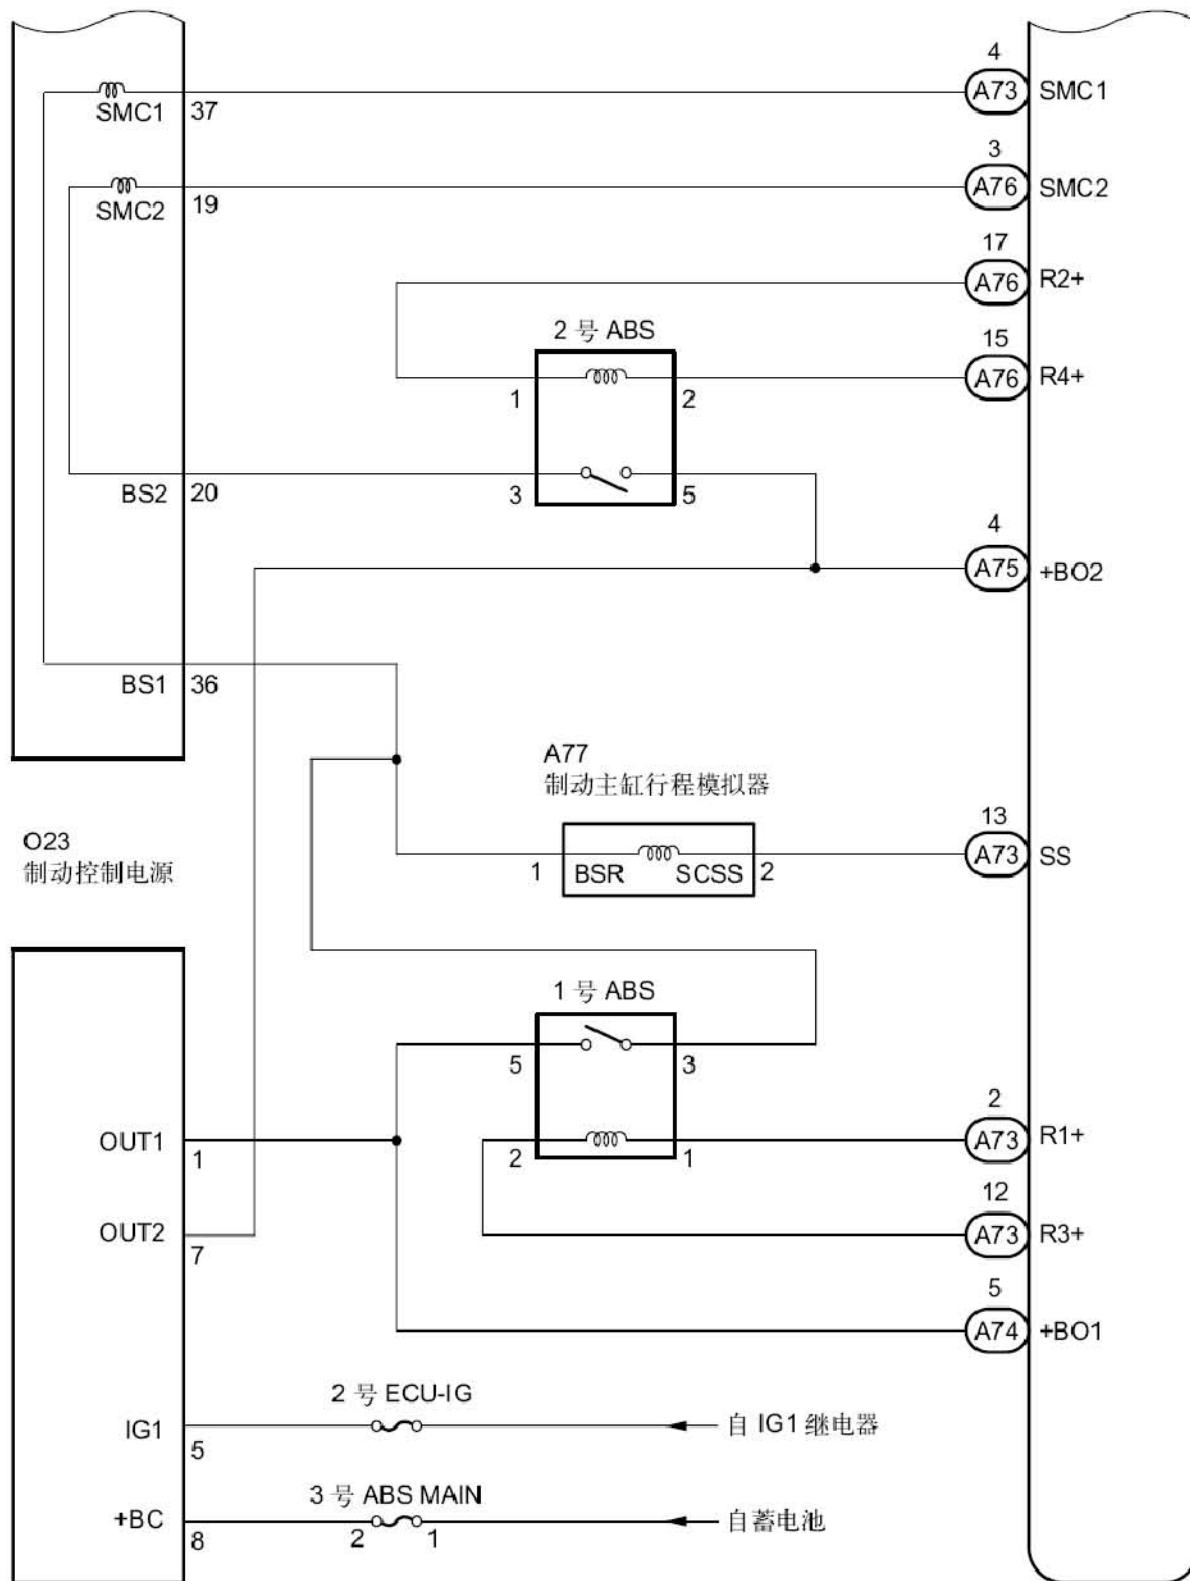 4
A73 SMC1
SMC1 37
3
A76 SMC2
SMC2 19
17
A76 R2+
2 号 ABS
15
A76 R4+
1 2
BS2 20 3 5
4
A75 +BO2
BS1 36
A77
制动主缸行程模拟器
13
A73 SS
1 BSR SCSS 2
O23
制动控制电源
1 号 ABS
5 3
2
A73 R1+
OUT1 1 2 1
12
A73 R3+
OUT2 7
5
A74 +BO1
2 号 ECU-IG
IG1 5 自 IG1 继电器
3 号 ABS MAIN
+BC 8 2 1 自蓄电池